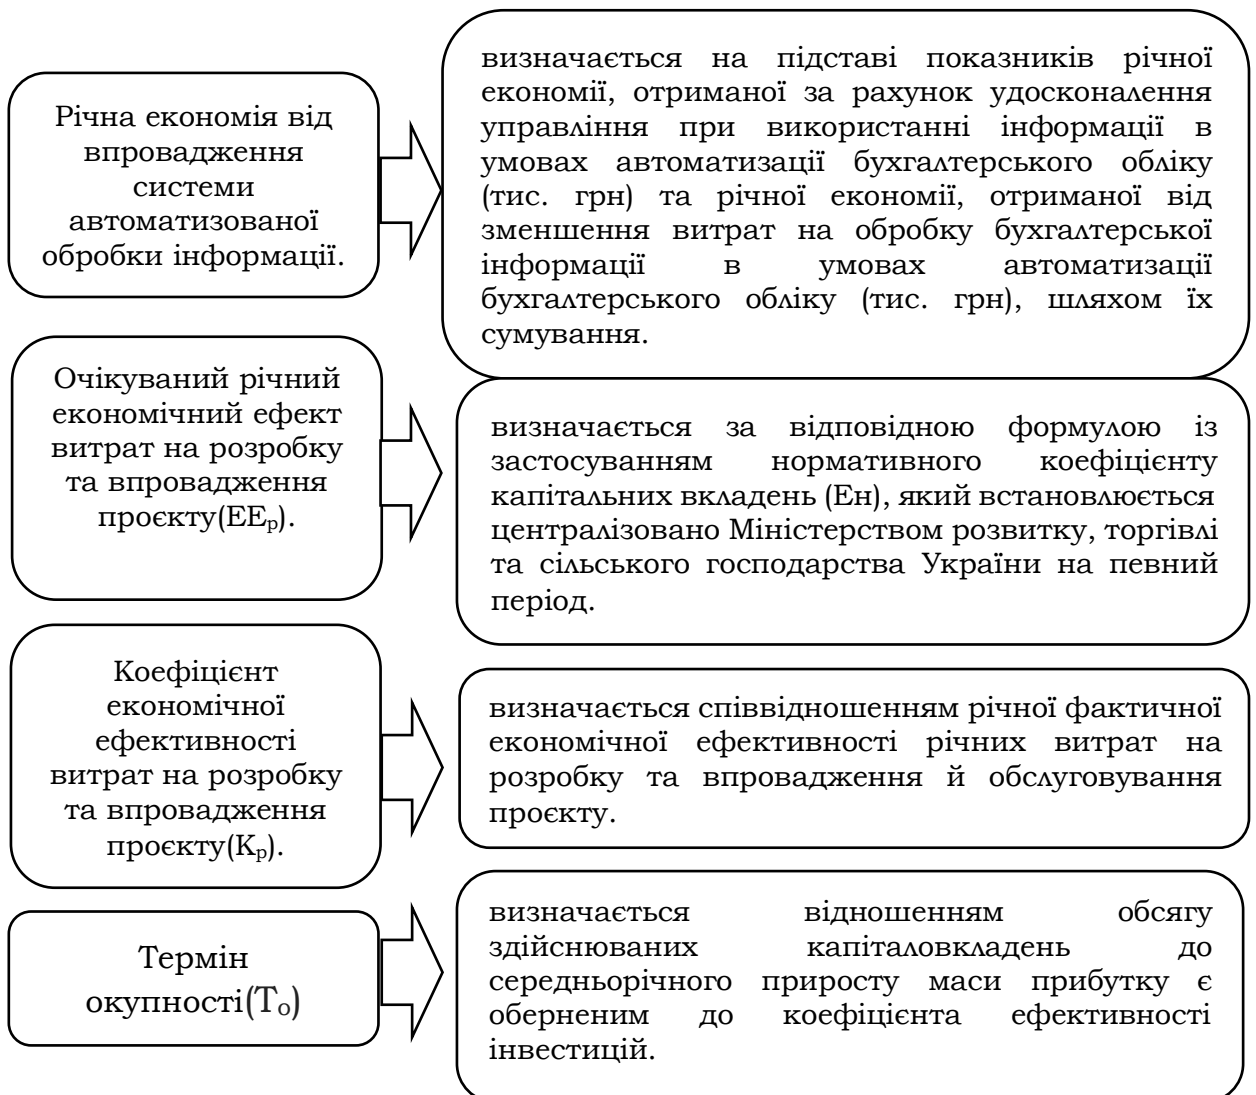 Річна економія від
впровадження
системи
автоматизованої
обробки інформації.
визначається на підставі показників річної
економії, отриманої за рахунок удосконалення
управління при використанні інформації в
умовах автоматизації бухгалтерського обліку
(тис. грн) та річної економії, отриманої від
зменшення витрат на обробку бухгалтерської
інформації в умовах автоматизації
бухгалтерського обліку (тис. грн), шляхом їх
сумування.
Очікуваний річний
економічний ефект
витрат на розробку
та впровадження
проєкту(ЕЕр).
визначається за відповідною формулою із
застосуванням нормативного коефіцієнту
капітальних вкладень (Ен), який встановлюється
централізовано Міністерством розвитку, торгівлі
та сільського господарства України на певний
період.
Коефіцієнт
економічної
ефективності
витрат на розробку
та впровадження
проєкту(Кр).
визначається співвідношенням річної фактичної
економічної ефективності річних витрат на
розробку та впровадження й обслуговування
проєкту.
Термін
окупності(То)
визначається відношенням обсягу
здійснюваних капіталовкладень до
середньорічного приросту маси прибутку є
оберненим до коефіцієнта ефективності
інвестицій.